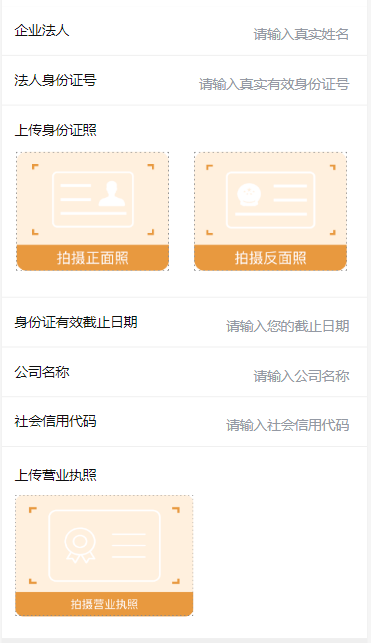 企业法人 请输入真实姓名
法人身份证号 请输入真实有效身份证号
上传身份证照
拍摄正面照 拍摄反面照
身份证有效截止日期 请输入您的截止日期
公司名称 请输入公司名称
社会信用代码 请输入社会信用代码
上传营业执照
拍摄营业执照